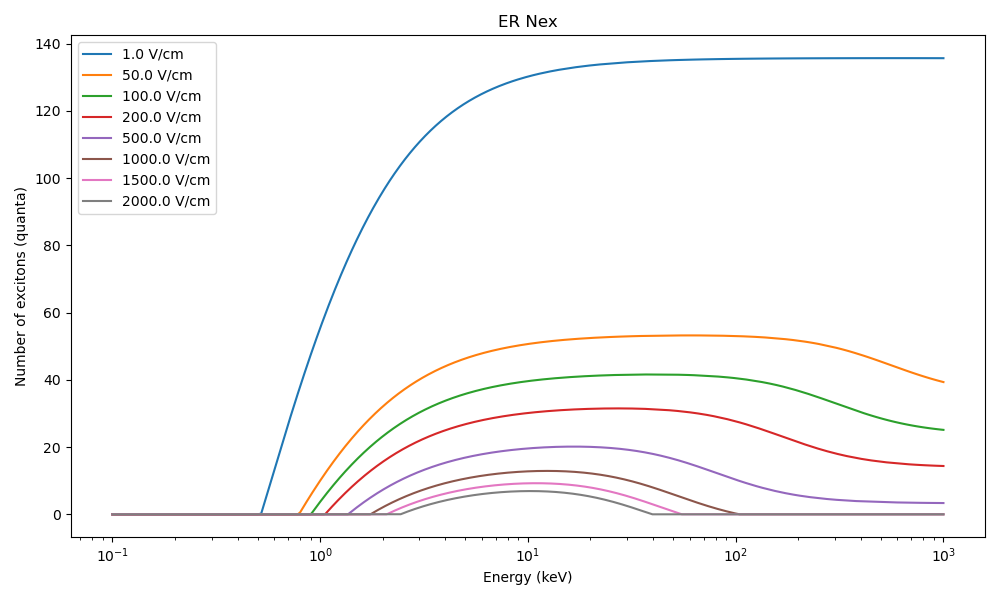 ER Nex
140
120
100
80
60
40
20
0
Number of excitons (quanta)
1.0 V/cm
50.0 V/cm
100.0 V/cm
200.0 V/cm
500.0 V/cm
1000.0 V/cm
1500.0 V/cm
2000.0 V/cm
10⁻¹ 10⁰ 10¹ 10² 10³
Energy (keV)